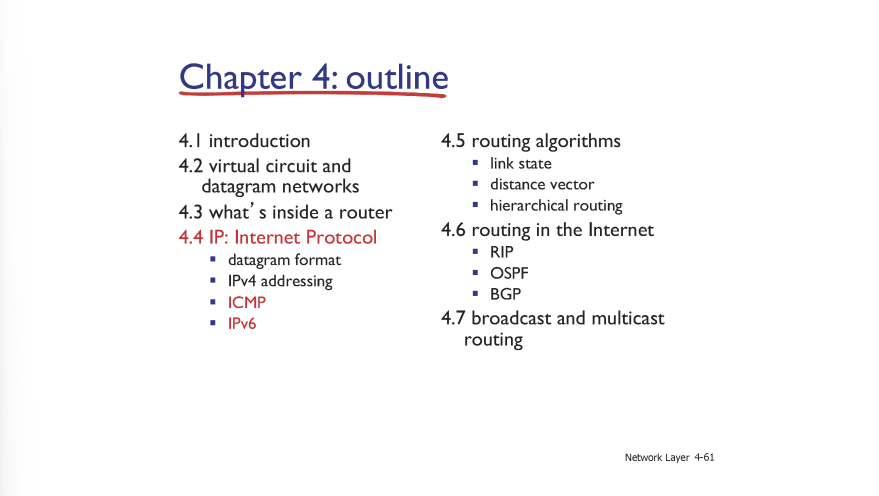 Chapter 4: outline
4.1 introduction
4.2 virtual circuit and
datagram networks
4.3 what’s inside a router
4.4 IP: Internet Protocol
▪ datagram format
▪ IPv4 addressing
▪ ICMP
▪ IPv6
4.5 routing algorithms
▪ link state
▪ distance vector
▪ hierarchical routing
4.6 routing in the Internet
▪ RIP
▪ OSPF
▪ BGP
4.7 broadcast and multicast
routing
Network Layer 4-61